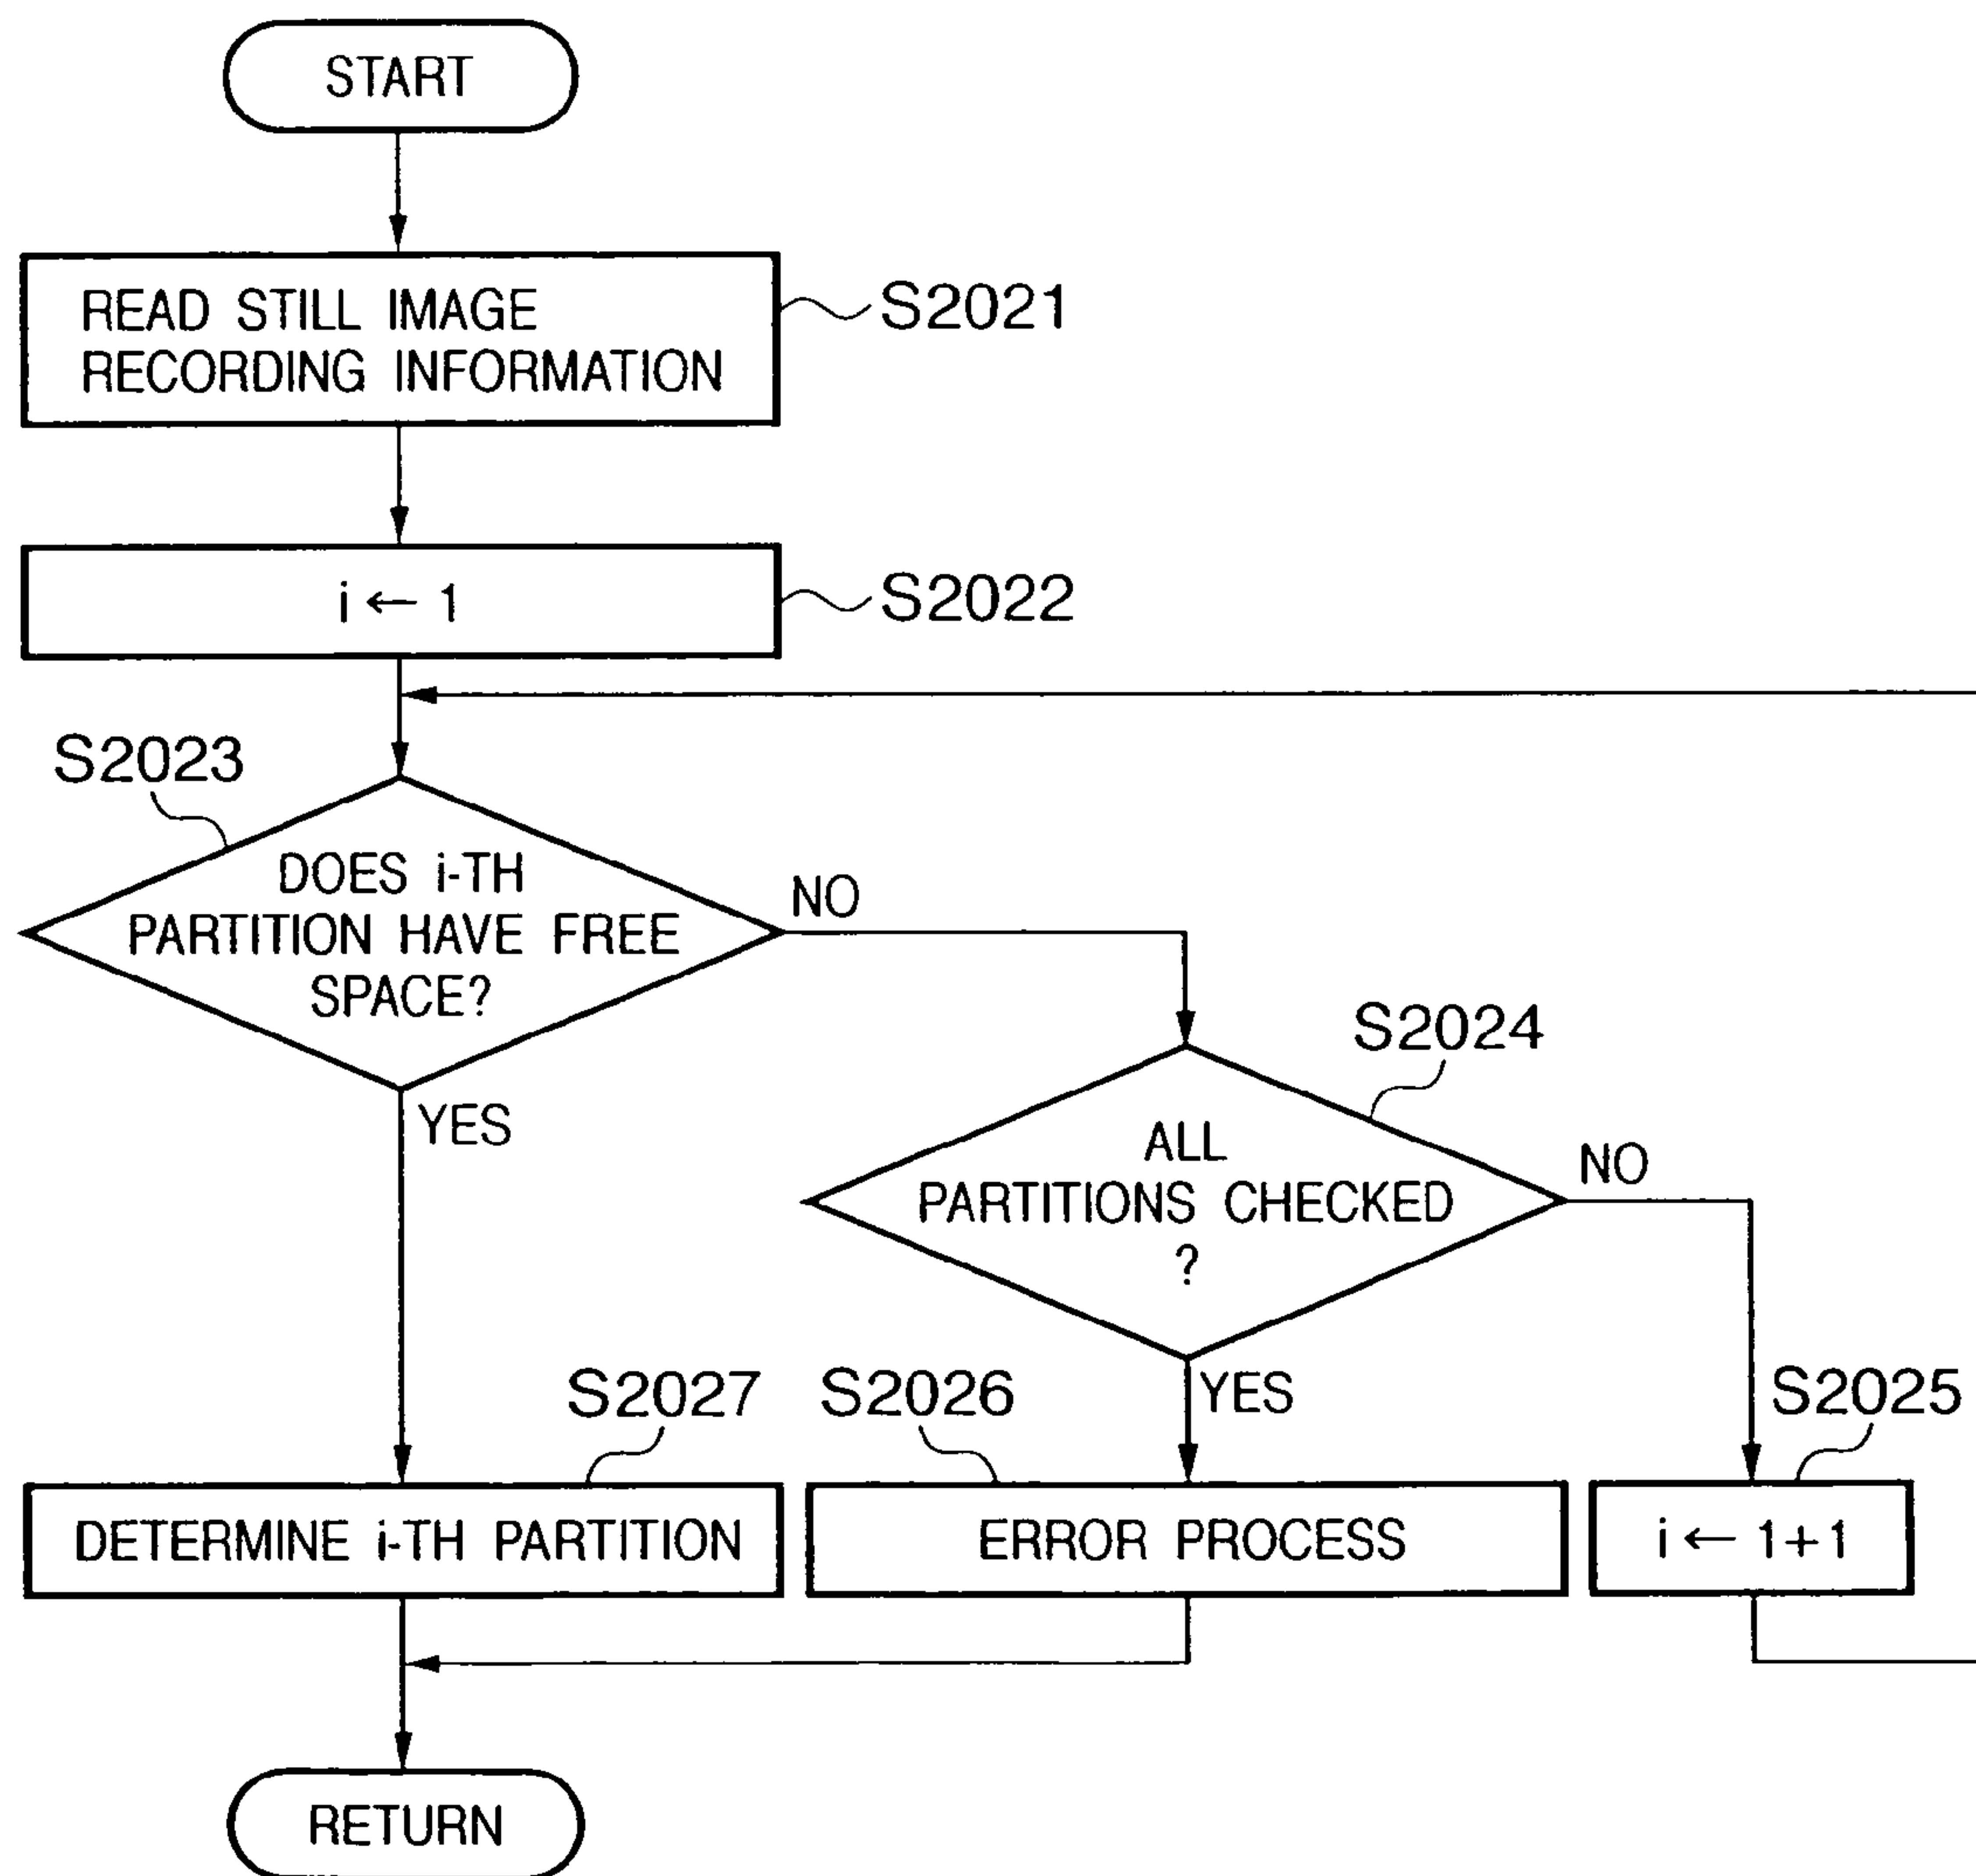 START
READ STILL IMAGE
RECORDING INFORMATION
S2021
i ← 1
S2022
S2023
DOES i-TH
PARTITION HAVE FREE
SPACE?
NO
YES
S2024
ALL
PARTITIONS CHECKED
?
NO
YES
S2027
S2026
S2025
DETERMINE i-TH PARTITION
ERROR PROCESS
i ← 1+1
RETURN